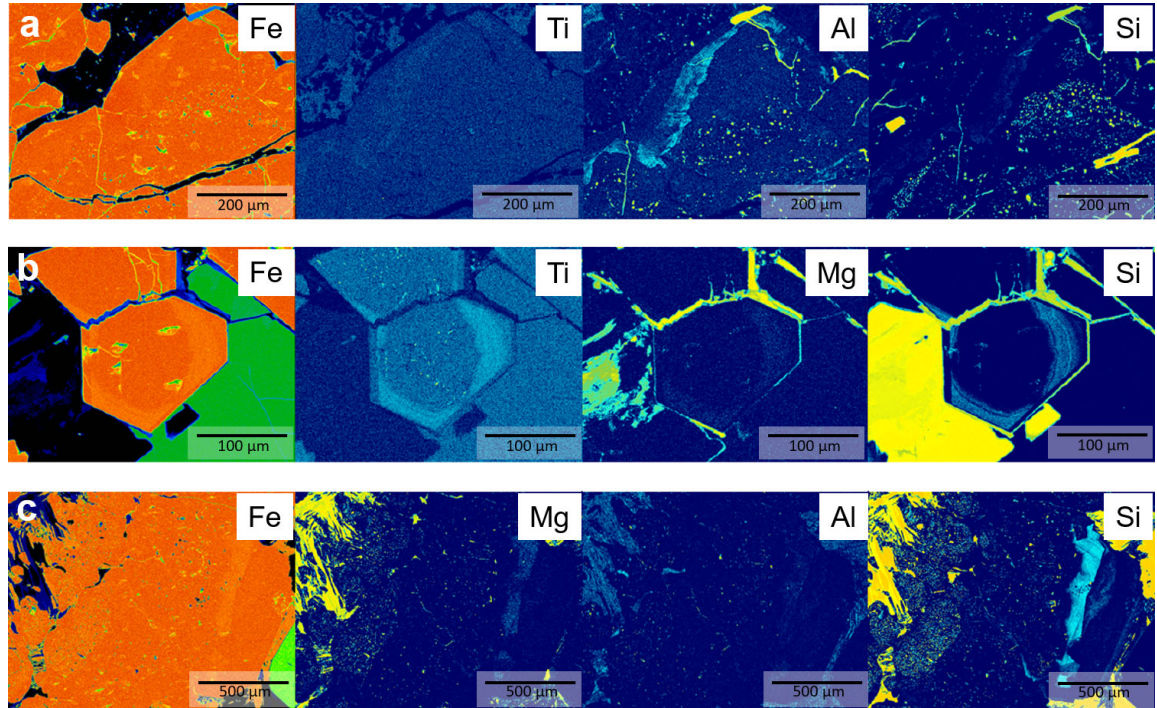 a Fe Ti Al Si
200 µm 200 µm 200 µm 200 µm
b Fe Ti Mg Si
100 µm 100 µm 100 µm 100 µm
c Fe Mg Al Si
500 µm 500 µm 500 µm 500 µm